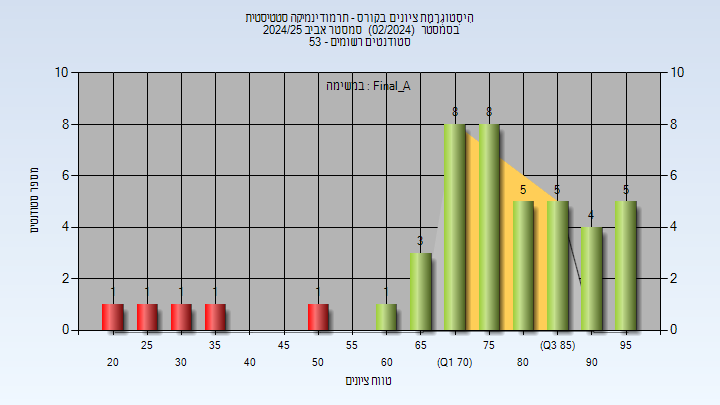 היסטוגרמת ציונים בקורס - תרמודינמיקה סטטיסטית
בסמסטר (02/2024) סמסטר אביב 2024/25
סטודנטים רשומים - 53
במשימה : Final_A
10 10
8 8
8 8
6 6
5 5 5
4 4
4
3
2 2
1 1 1 1 1 1
0 0
מספר סטודנטים
25 35 45 55 65 75 (Q3 85) 95
20 30 40 50 60 (Q1 70) 80 90
טווח ציונים